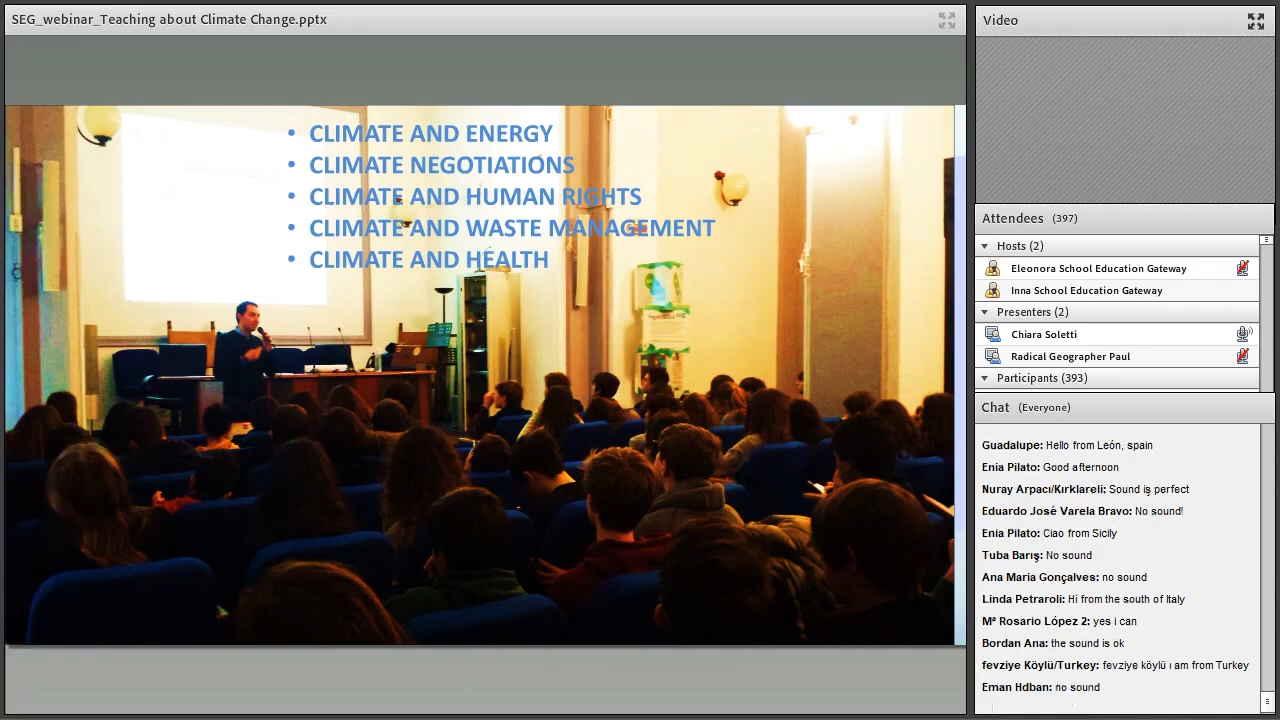 SEG_webinar_Teaching about Climate Change.pptx
• CLIMATE AND ENERGY
• CLIMATE NEGOTIATIONS
• CLIMATE AND HUMAN RIGHTS
• CLIMATE AND WASTE MANAGEMENT
• CLIMATE AND HEALTH
Video
Attendees (397)
Hosts (2)
Eleonora School Education Gateway
Inna School Education Gateway
Presenters (2)
Chiara Soletti
Radical Geographer Paul
Participants (393)
Chat (Everyone)
Guadalupe: Hello from León, spain
Enia Pilato: Good afternoon
Nuray Arpacı/Kırklareli: Sound iş perfect
Eduardo José Varela Bravo: No sound!
Enia Pilato: Ciao from Sicily
Tuba Barış: No sound
Ana Maria Gonçalves: no sound
Linda Petraroli: Hi from the south of Italy
Mª Rosario López 2: yes i can
Bordan Ana: the sound is ok
fevziye Köylü/Turkey: fevziye köylü ı am from Turkey
Eman Hdban: no sound